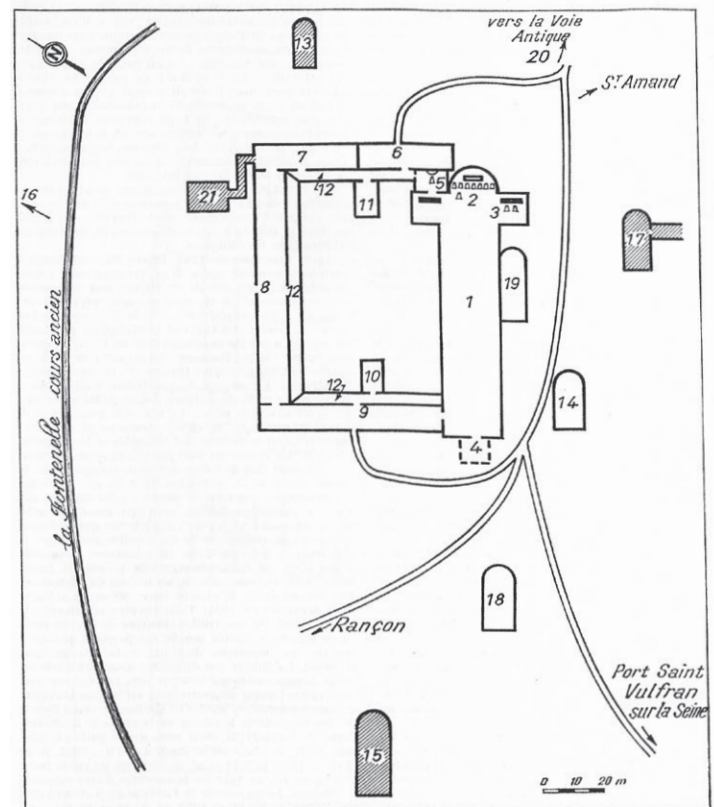 N
13
vers la Voie
Antique
20
St Amand
16
7
6
5
2
3
21
12
11
17
8
12
1
19
la Fontenelle cours ancien
10
12
9
14
4
18
Rançon
Port Saint
Vulfran
sur la Seine
15
0 10 20 m